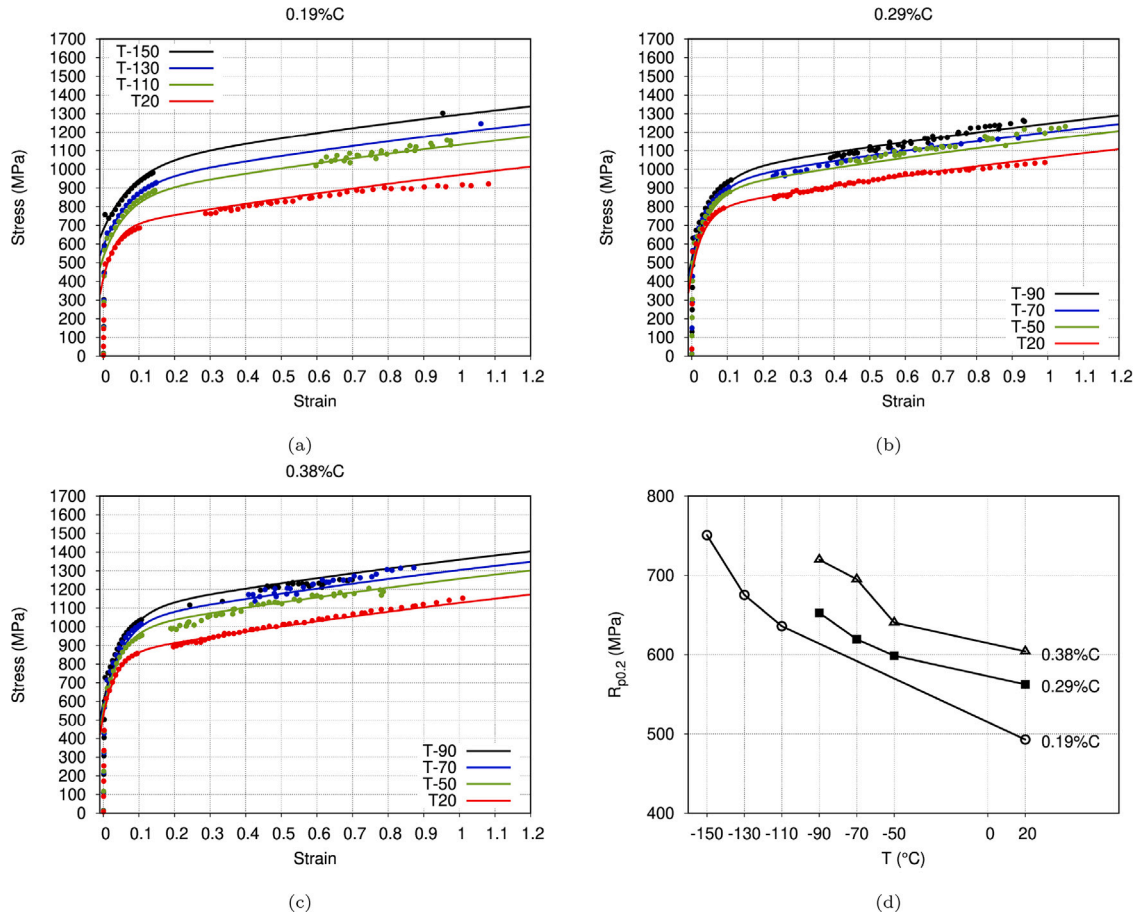 0.19%C
1700
1600
1500
1400
1300
1200
1100
1000
900
800
700
600
500
400
300
200
100
0
Stress (MPa)
T-150
T-130
T-110
T20
0 0.1 0.2 0.3 0.4 0.5 0.6 0.7 0.8 0.9 1 1.1 1.2
Strain
(a)
0.29%C
1700
1600
1500
1400
1300
1200
1100
1000
900
800
700
600
500
400
300
200
100
0
Stress (MPa)
T-90
T-70
T-50
T20
0 0.1 0.2 0.3 0.4 0.5 0.6 0.7 0.8 0.9 1 1.1 1.2
Strain
(b)
0.38%C
1700
1600
1500
1400
1300
1200
1100
1000
900
800
700
600
500
400
300
200
100
0
Stress (MPa)
T-90
T-70
T-50
T20
0 0.1 0.2 0.3 0.4 0.5 0.6 0.7 0.8 0.9 1 1.1 1.2
Strain
(c)
800
700
600
500
400
Rp0.2 (MPa)
0.38%C
0.29%C
0.19%C
-150 -130 -110 -90 -70 -50 0 20
T (°C)
(d)